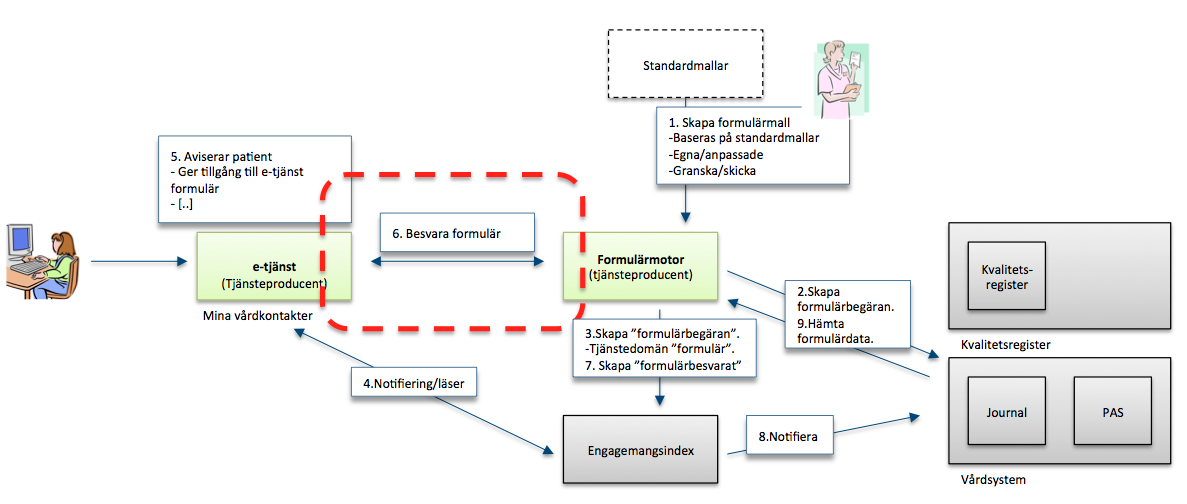 Standardmallar
1. Skapa formulärmall
-Baseras på standardmallar
-Egna/anpassade
-Granska/skicka
5. Aviserar patient
- Ger tillgång till e-tjänst
formulär
- [..]
6. Besvara formulär
e-tjänst
(Tjänsteproducent)
Mina vårdkontakter
Formulärmotor
(tjänsteproducent)
Kvalitets-
register
Kvalitetsregister
2.Skapa
formulärbegäran.
9.Hämta
formulärdata.
3.Skapa ”formulärbegäran”.
-Tjänstedomän ”formulär”.
7. Skapa ”formulärbesvarat”
4.Notifiering/läser
Engagemangsindex
8.Notifiera
Journal
PAS
Vårdsystem